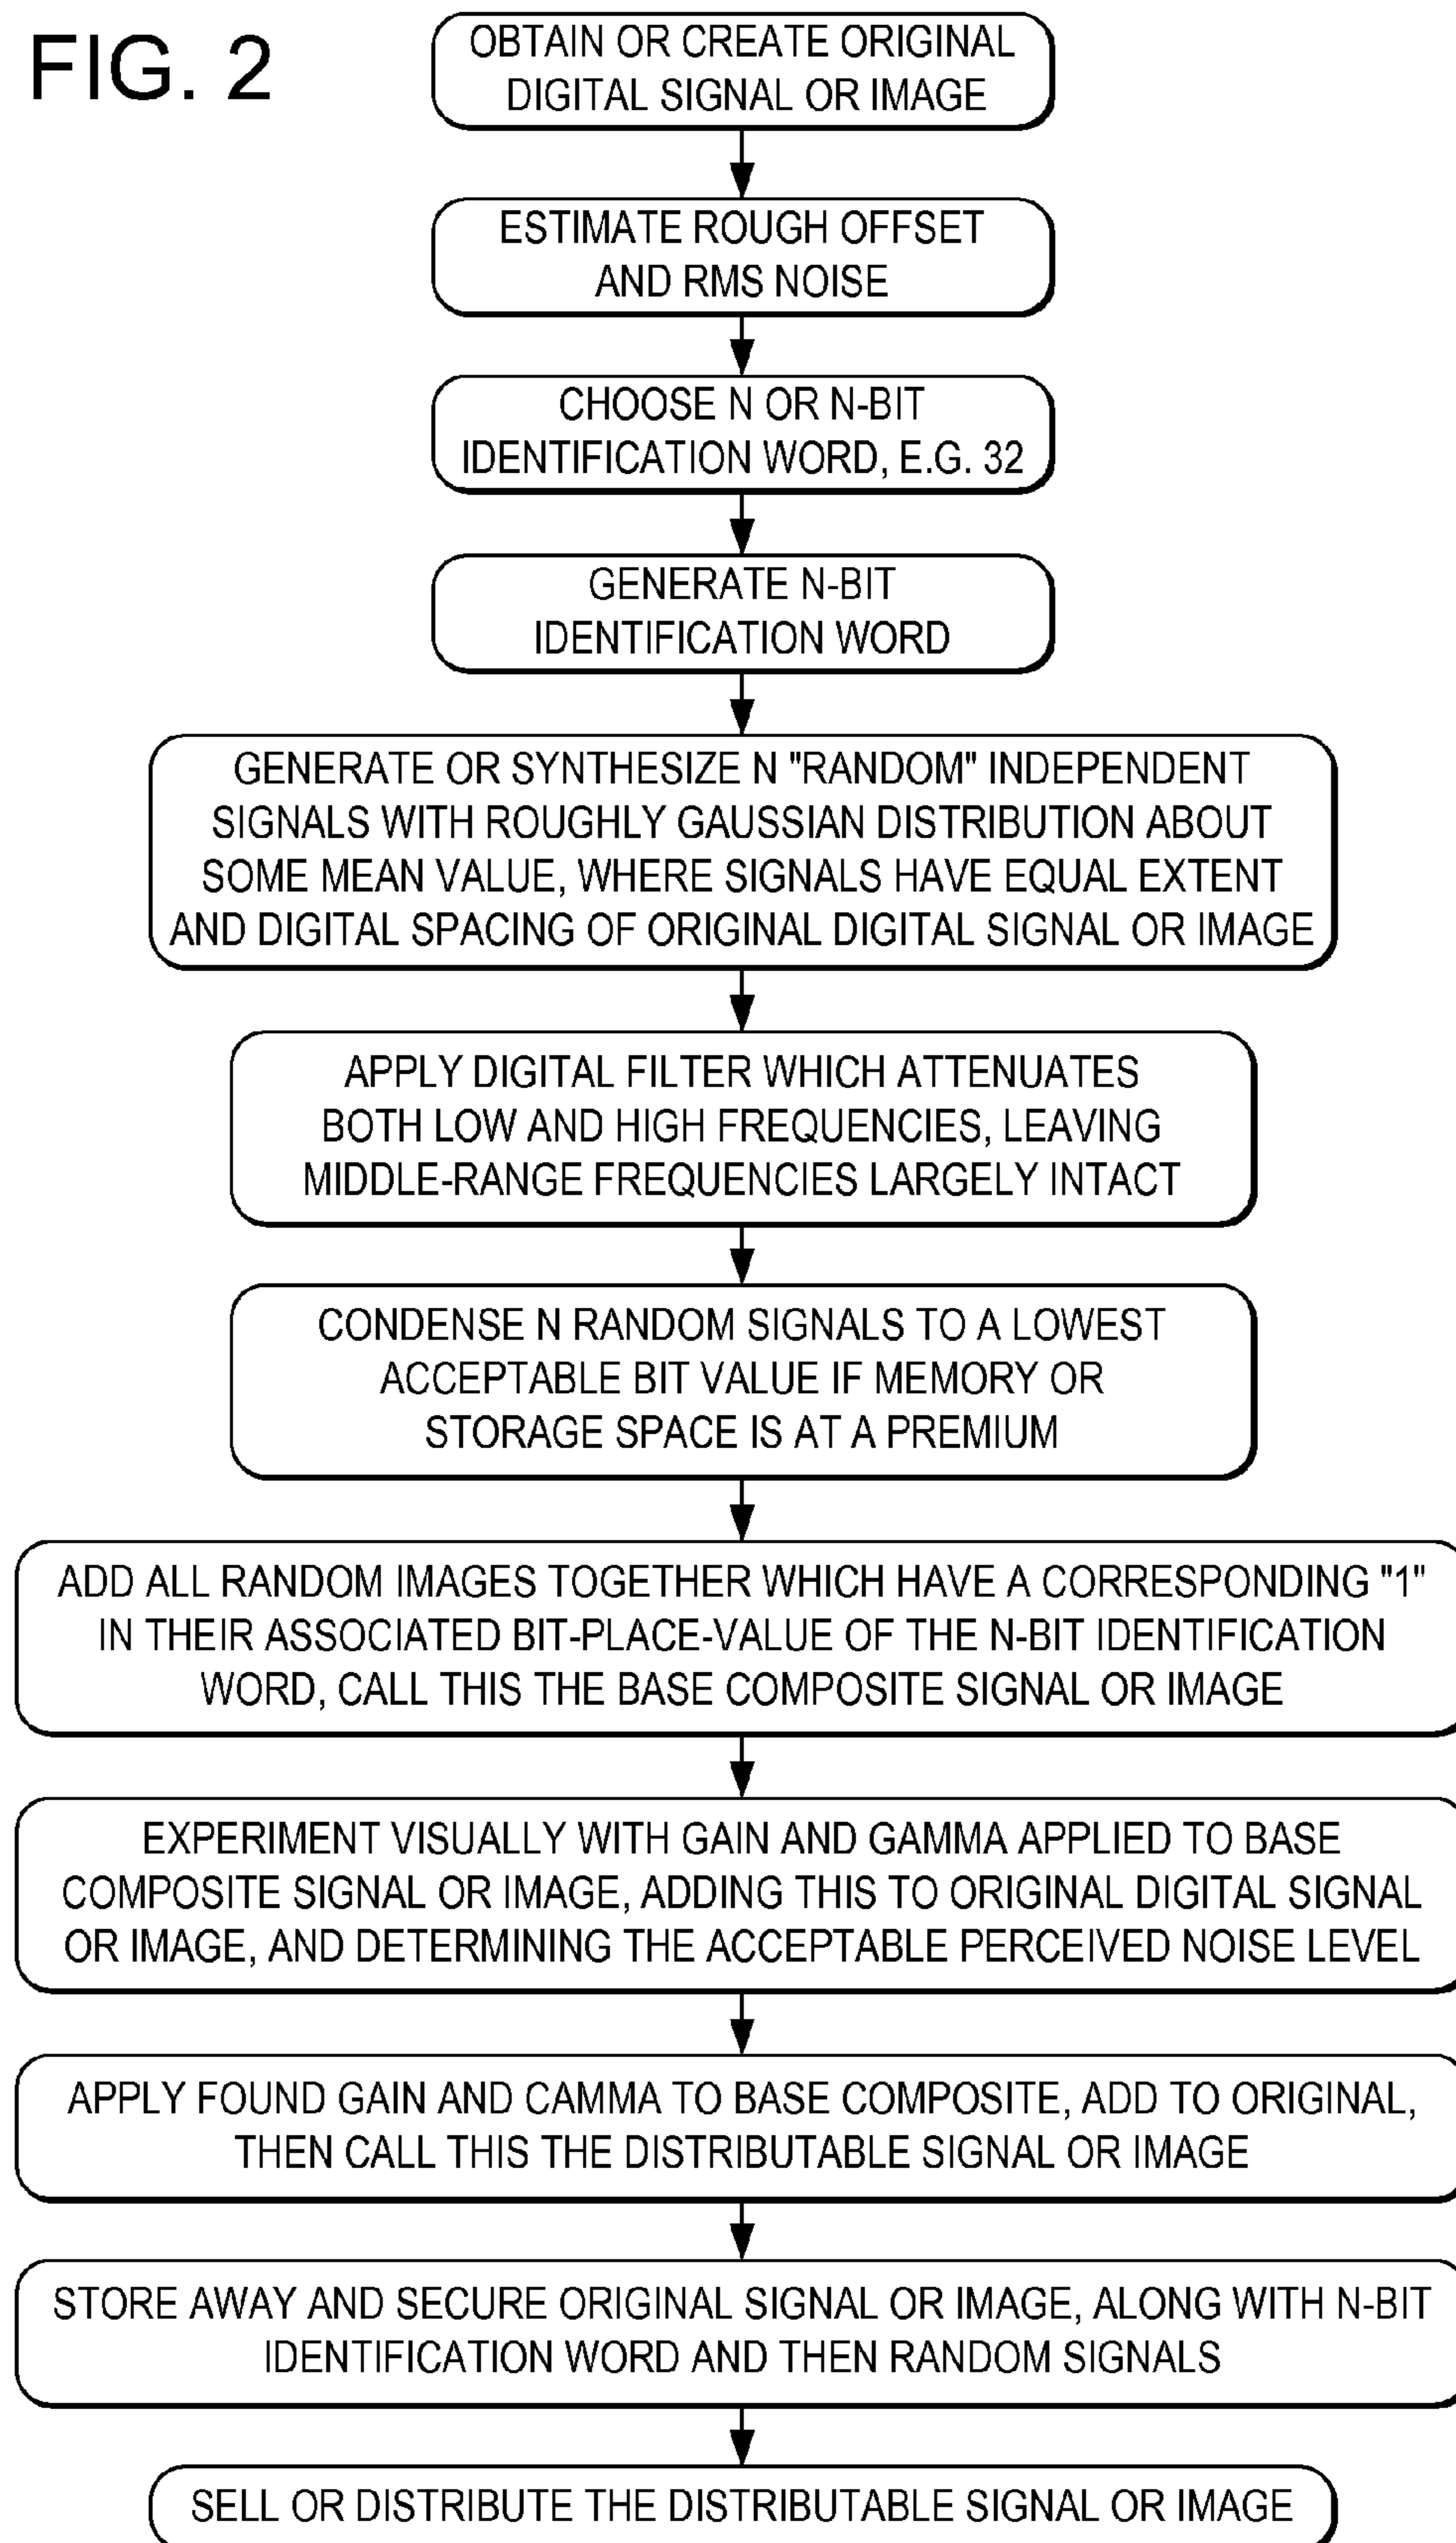 FIG. 2
OBTAIN OR CREATE ORIGINAL
DIGITAL SIGNAL OR IMAGE
ESTIMATE ROUGH OFFSET
AND RMS NOISE
CHOOSE N OR N-BIT
IDENTIFICATION WORD, E.G. 32
GENERATE N-BIT
IDENTIFICATION WORD
GENERATE OR SYNTHESIZE N "RANDOM" INDEPENDENT
SIGNALS WITH ROUGHLY GAUSSIAN DISTRIBUTION ABOUT
SOME MEAN VALUE, WHERE SIGNALS HAVE EQUAL EXTENT
AND DIGITAL SPACING OF ORIGINAL DIGITAL SIGNAL OR IMAGE
APPLY DIGITAL FILTER WHICH ATTENUATES
BOTH LOW AND HIGH FREQUENCIES, LEAVING
MIDDLE-RANGE FREQUENCIES LARGELY INTACT
CONDENSE N RANDOM SIGNALS TO A LOWEST
ACCEPTABLE BIT VALUE IF MEMORY OR
STORAGE SPACE IS AT A PREMIUM
ADD ALL RANDOM IMAGES TOGETHER WHICH HAVE A CORRESPONDING "1"
IN THEIR ASSOCIATED BIT-PLACE-VALUE OF THE N-BIT IDENTIFICATION
WORD, CALL THIS THE BASE COMPOSITE SIGNAL OR IMAGE
EXPERIMENT VISUALLY WITH GAIN AND GAMMA APPLIED TO BASE
COMPOSITE SIGNAL OR IMAGE, ADDING THIS TO ORIGINAL DIGITAL SIGNAL
OR IMAGE, AND DETERMINING THE ACCEPTABLE PERCEIVED NOISE LEVEL
APPLY FOUND GAIN AND CAMMA TO BASE COMPOSITE, ADD TO ORIGINAL,
THEN CALL THIS THE DISTRIBUTABLE SIGNAL OR IMAGE
STORE AWAY AND SECURE ORIGINAL SIGNAL OR IMAGE, ALONG WITH N-BIT
IDENTIFICATION WORD AND THEN RANDOM SIGNALS
SELL OR DISTRIBUTE THE DISTRIBUTABLE SIGNAL OR IMAGE